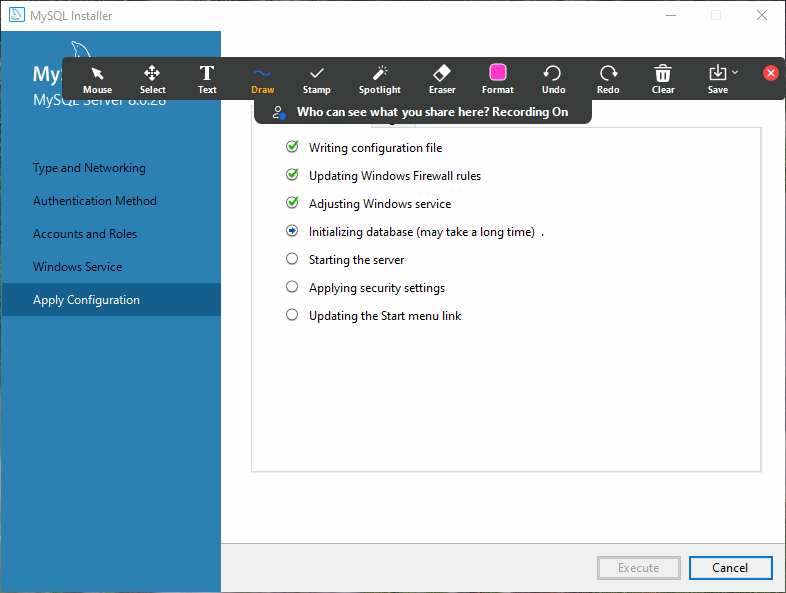 MySQL Installer
My
MySQL Server 8.0.28
Mouse
Select
Text
Draw
Stamp
Spotlight
Eraser
Format
Undo
Redo
Clear
Save
Who can see what you share here? Recording On
Type and Networking
Authentication Method
Accounts and Roles
Windows Service
Apply Configuration
Writing configuration file
Updating Windows Firewall rules
Adjusting Windows service
Initializing database (may take a long time) .
Starting the server
Applying security settings
Updating the Start menu link
Execute
Cancel